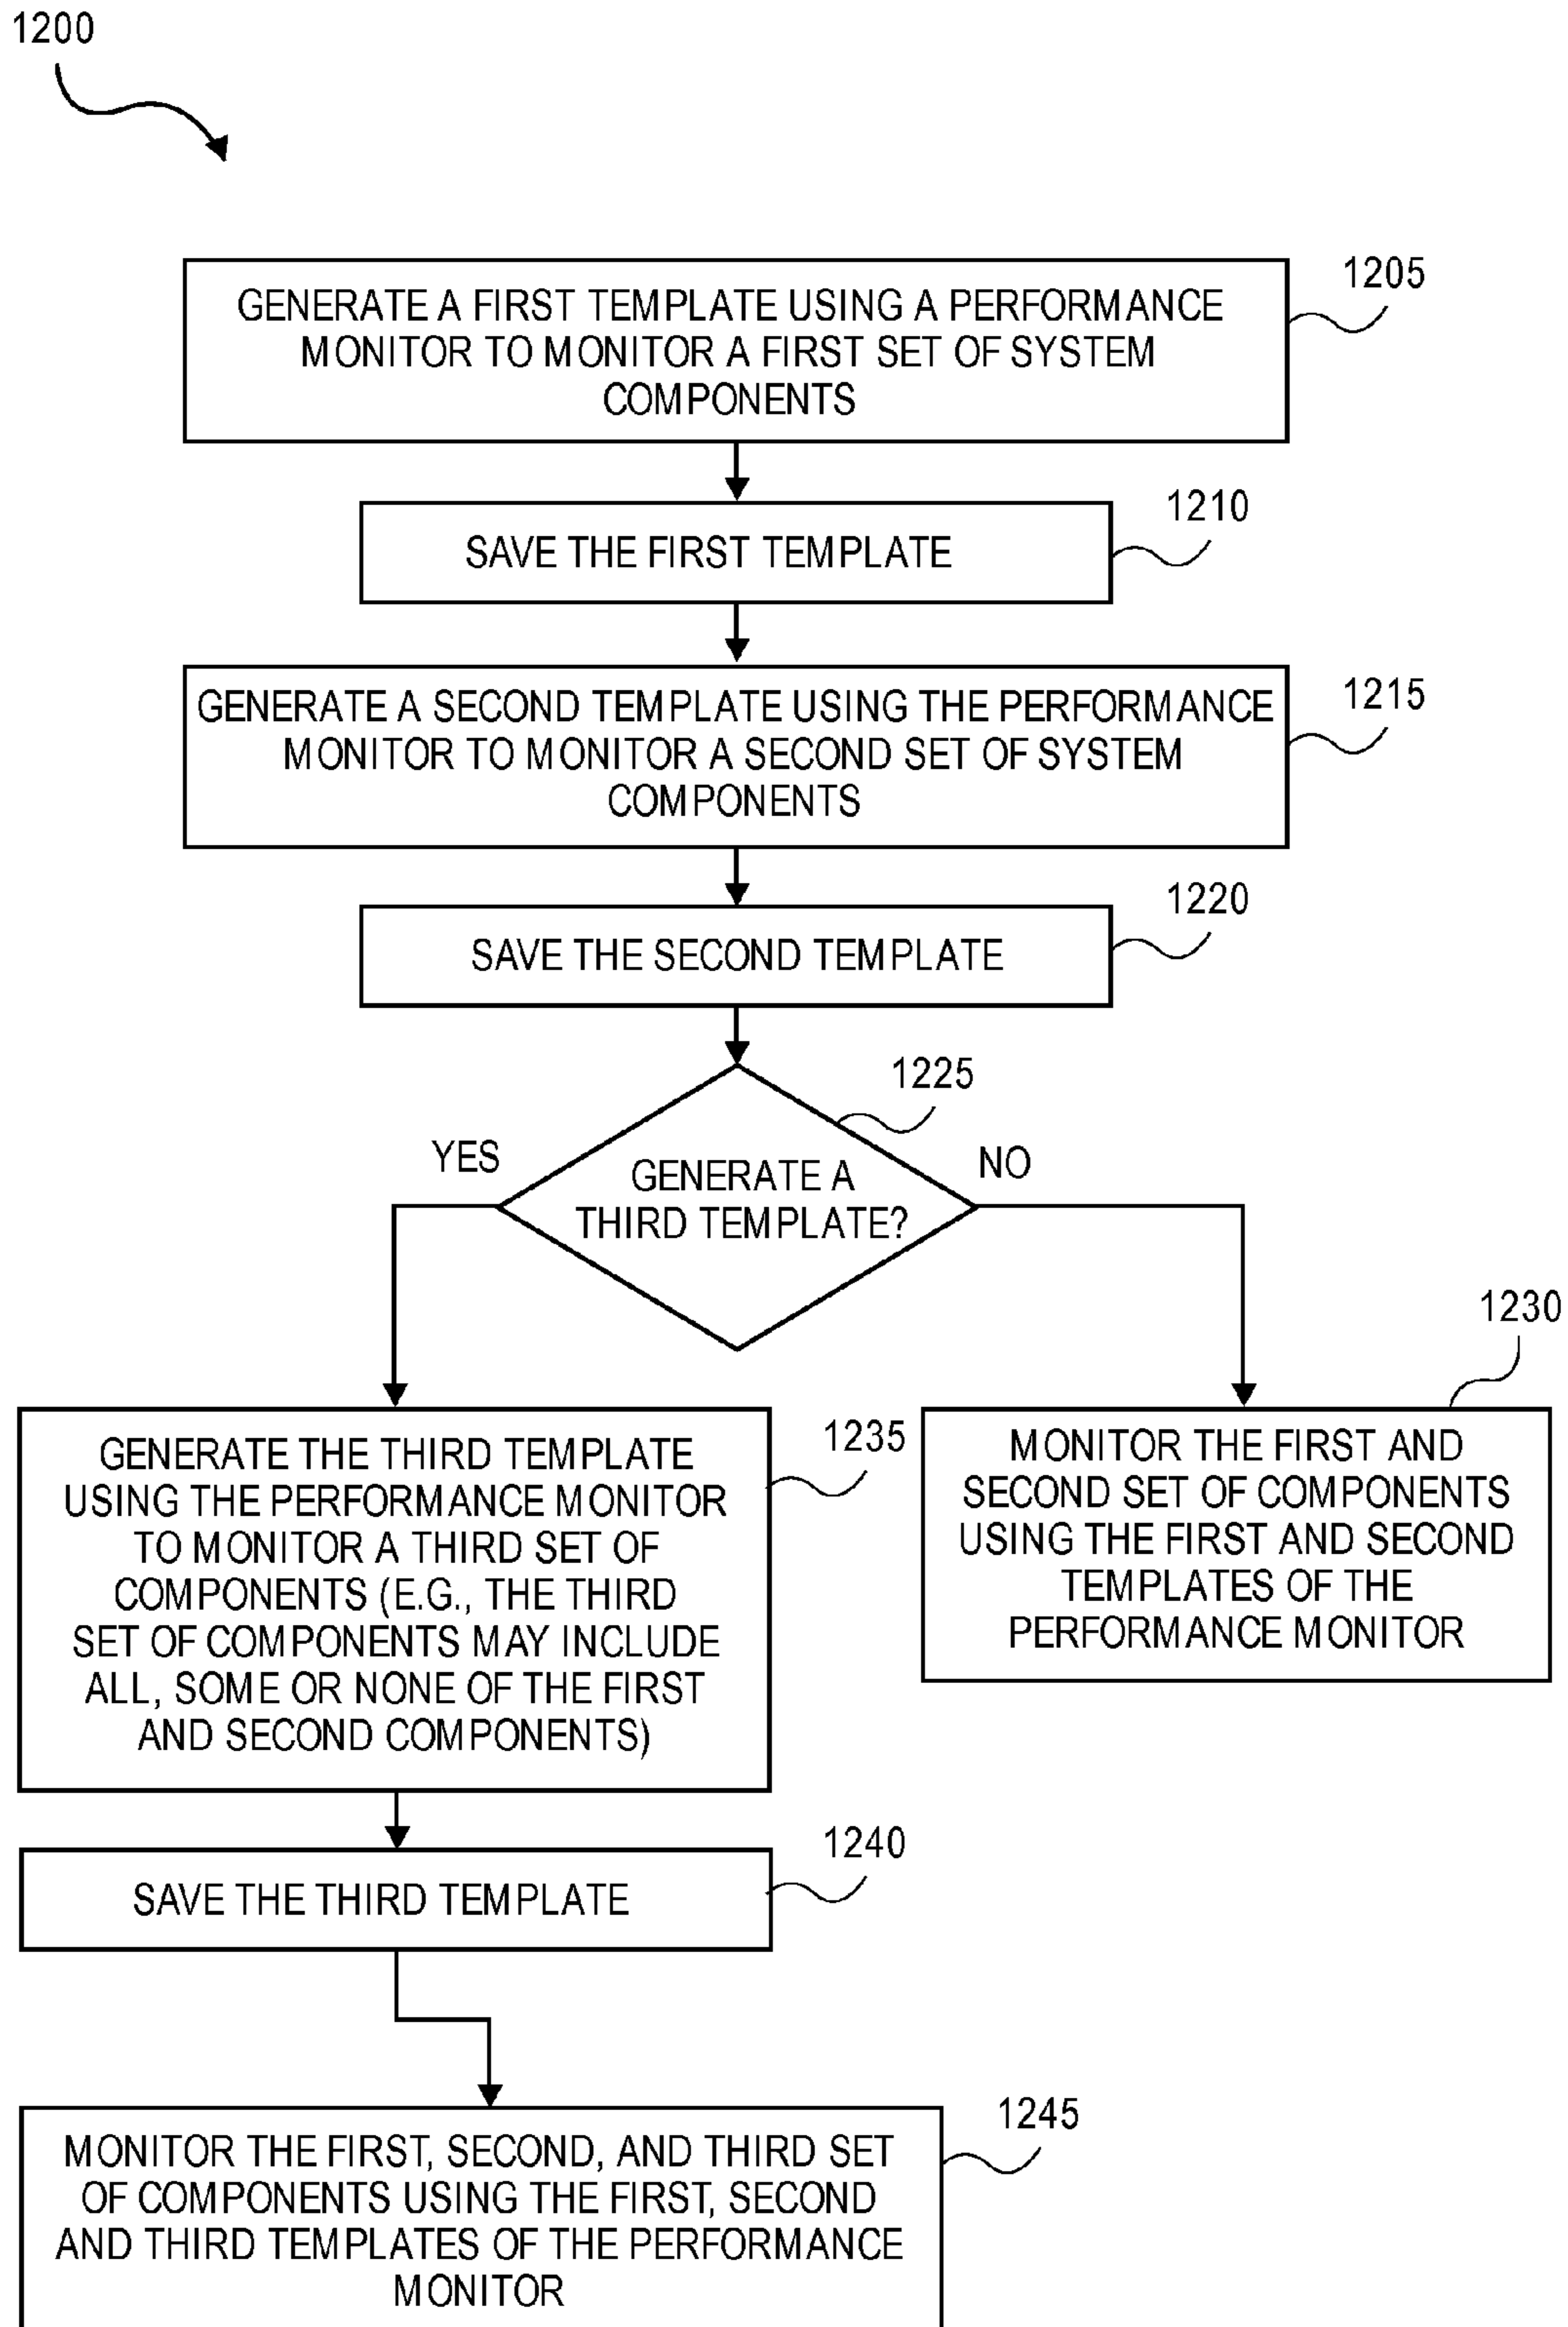 1200
1205
GENERATE A FIRST TEMPLATE USING A PERFORMANCE
MONITOR TO MONITOR A FIRST SET OF SYSTEM
COMPONENTS
1210
SAVE THE FIRST TEMPLATE
1215
GENERATE A SECOND TEMPLATE USING THE PERFORMANCE
MONITOR TO MONITOR A SECOND SET OF SYSTEM
COMPONENTS
1220
SAVE THE SECOND TEMPLATE
1225
YES
NO
GENERATE A
THIRD TEMPLATE?
1230
MONITOR THE FIRST AND
SECOND SET OF COMPONENTS
USING THE FIRST AND SECOND
TEMPLATES OF THE
PERFORMANCE MONITOR
1235
GENERATE THE THIRD TEMPLATE
USING THE PERFORMANCE MONITOR
TO MONITOR A THIRD SET OF
COMPONENTS (E.G., THE THIRD
SET OF COMPONENTS MAY INCLUDE
ALL, SOME OR NONE OF THE FIRST
AND SECOND COMPONENTS)
1240
SAVE THE THIRD TEMPLATE
1245
MONITOR THE FIRST, SECOND, AND THIRD SET
OF COMPONENTS USING THE FIRST, SECOND
AND THIRD TEMPLATES OF THE PERFORMANCE
MONITOR